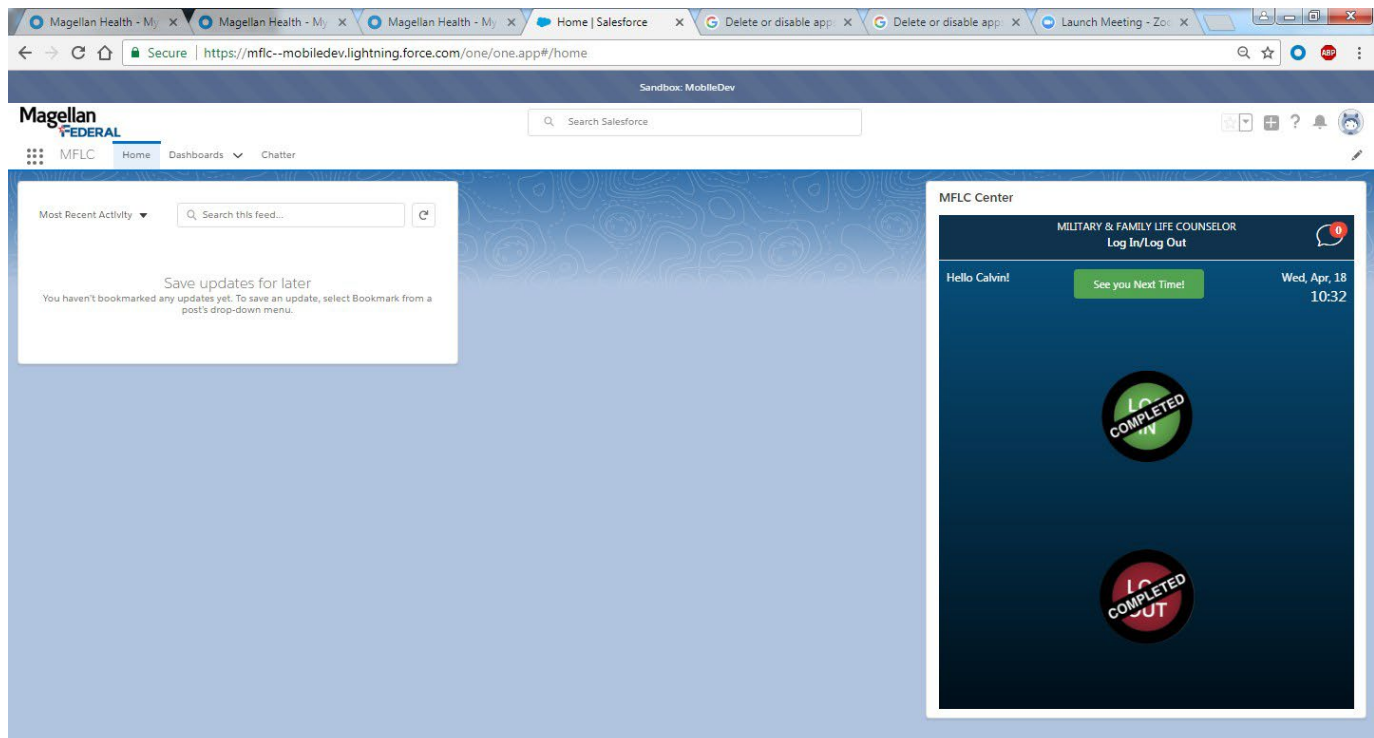 Magellan Health - My
Magellan Health - My
Magellan Health - My
Home | Salesforce
Delete or disable app
Delete or disable app
Launch Meeting - Zoo
Secure | https://mflc--mobiledev.lightning.force.com/one/one.app#/home
ABP
Sandbox: MobileDev
Magellan
FEDERAL
Search Salesforce
MFLC Home Dashboards Chatter
Most Recent Activity
Search this feed...
Save updates for later
You haven't bookmarked any updates yet. To save an update, select Bookmark from a
post's drop-down menu.
MFLC Center
MILITARY & FAMILY LIFE COUNSELOR
Log In/Log Out
0
Hello Calvin!
See you Next Time!
Wed, Apr, 18
10:32
COMPLETED
IN
COMPLETED
OUT